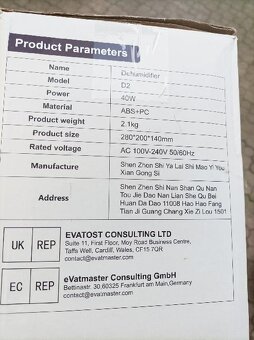 Product Parameters
Name Dehumidifier
Model D2
Power 40W
Material ABS+PC
Product weight 2.1kg
Product size 280*200*140mm
Rated voltage AC 100V-240V 50/60Hz
Manufacture Shen Zhen Shi Ya Lai Shi Mao Yi You
Xian Gong Si
Address Shen Zhen Shi Nan Shan Qu Nan
Tou Jie Dao Nan Lian She Qu Bei
Huan Da Dao 11008 Hao Hao Fang
Tian Ji Guang Chang Xie Zi Lou 1501
UK REP
EVATOST CONSULTING LTD
Suite 11, First Floor, Moy Road Business Centre,
Taffs Well, Cardiff, Wales, CF15 7QR
contact@evatmaster.com
EC REP
eVatmaster Consulting GmbH
Bettinastr. 30,60325 Frankfurt am Main,Germany
contact@evatmaster.com